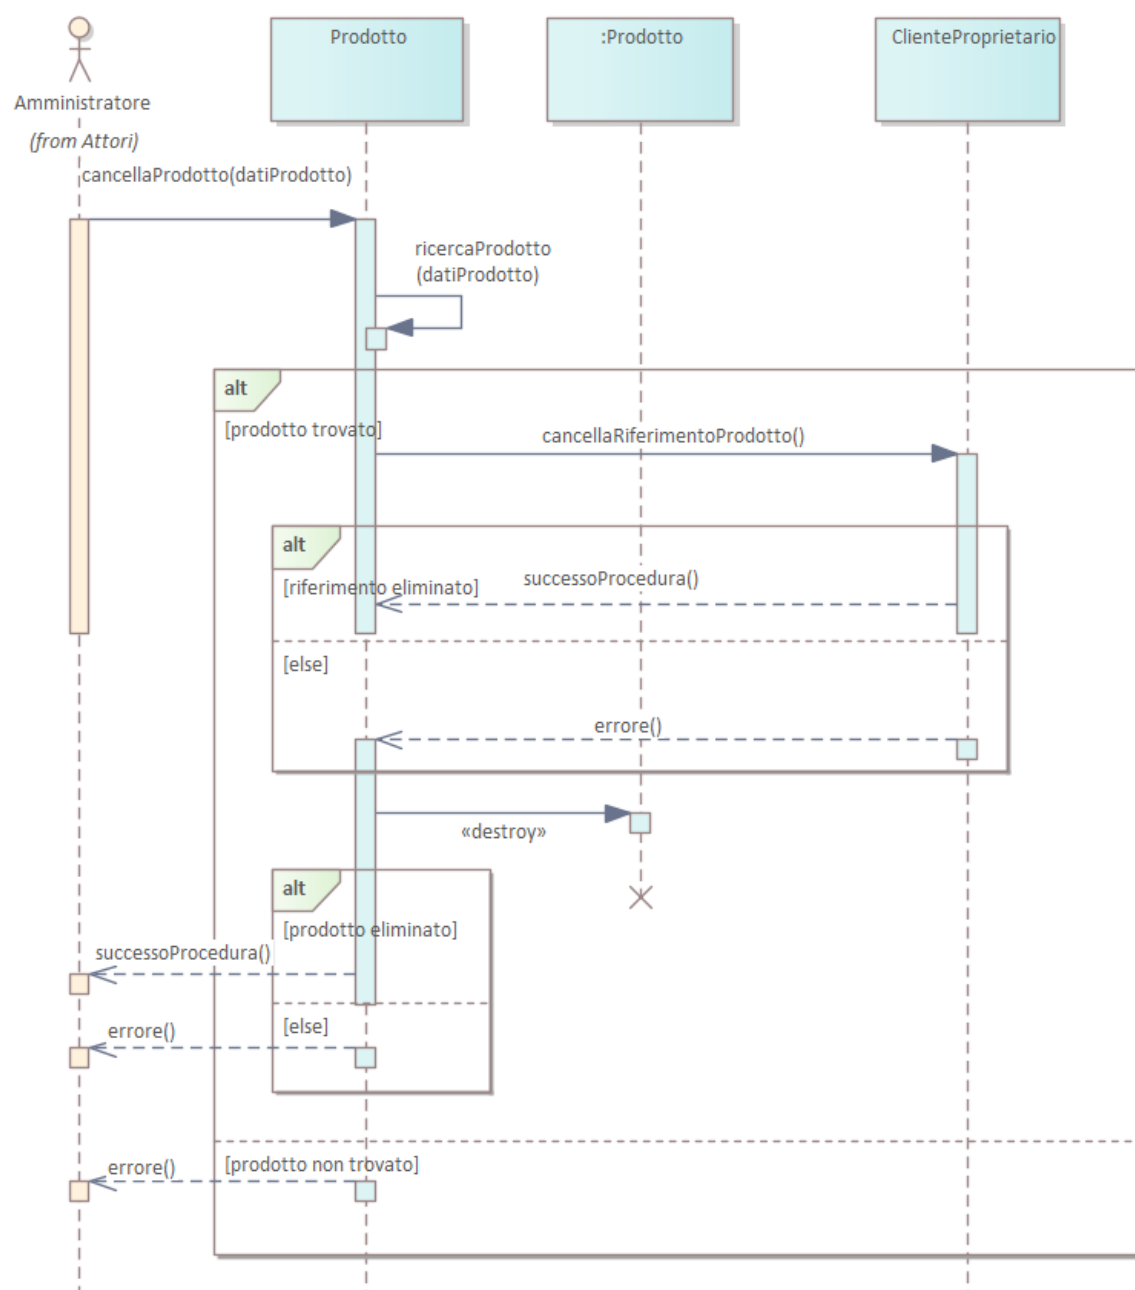 Prodotto
:Prodotto
ClienteProprietario
Amministratore
(from Attori)
cancellaProdotto(datiProdotto)
ricercaProdotto
(datiProdotto)
alt
[prodotto trovato]
cancellaRiferimentoProdotto()
alt
[riferimento eliminato]
successoProcedura()
[else]
errore()
«destroy»
alt
[prodotto eliminato]
successoProcedura()
[else]
errore()
[prodotto non trovato]
errore()